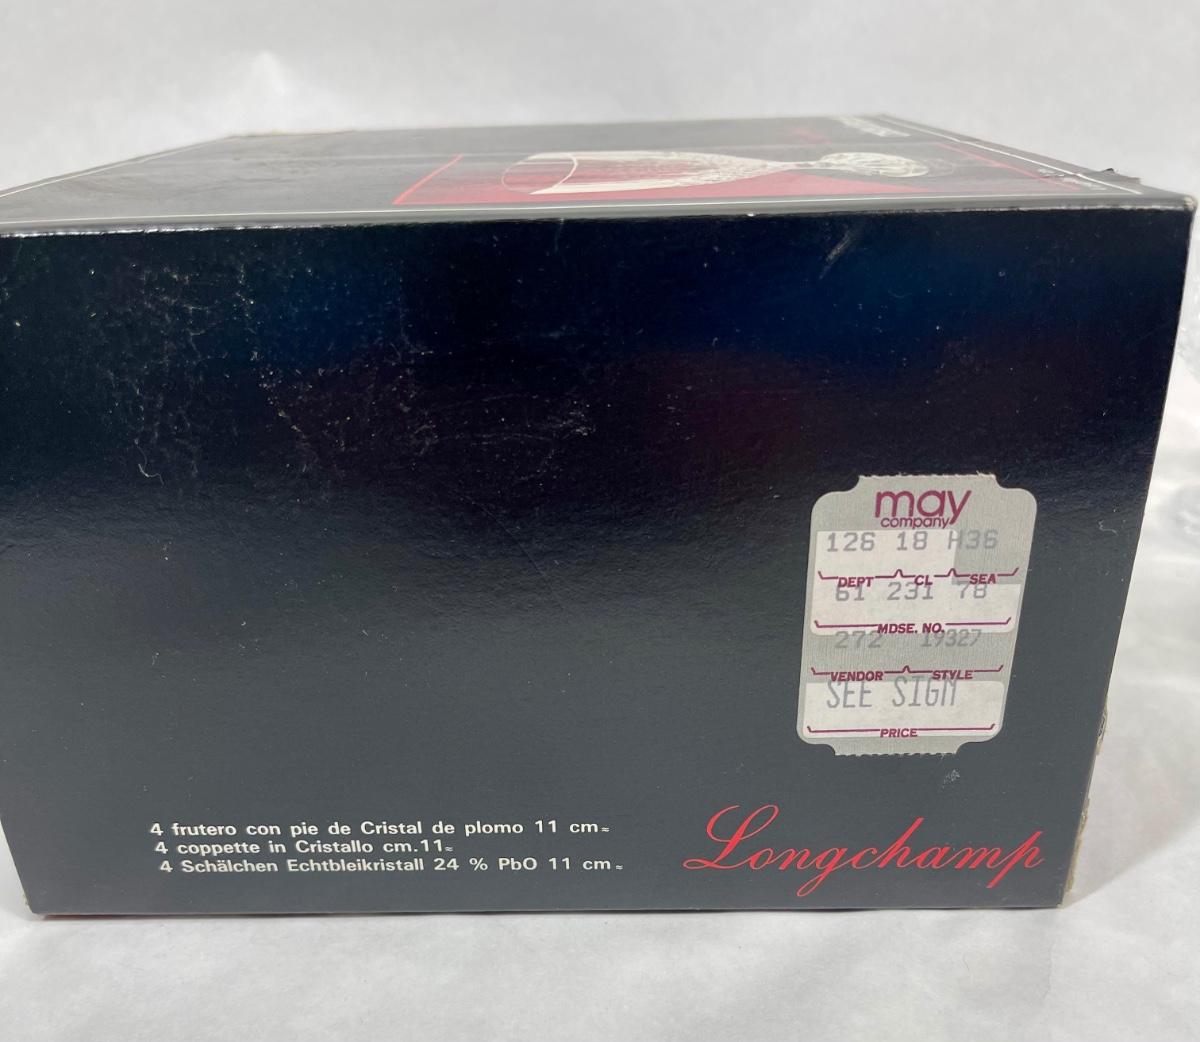 may
company
126 18 H36
DEPT CL SEA
61 231 78
MDSE. NO.
272 19327
VENDOR STYLE
SEE SIGN
PRICE
4 frutero con pie de Cristal de plomo 11 cm≈
4 coppette in Cristallo cm.11≈
4 Schälchen Echtbleikristall 24 % PbO 11 cm≈
Longchamp